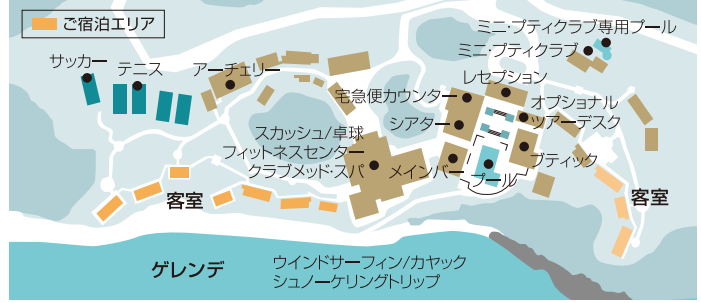 ご宿泊エリア
ミニ・プティクラブ専用プール
ミニ・プティクラブ
サッカー
テニス
アーチェリー
レセプション
宅急便カウンター
オプショナル
ツアーデスク
シアター
スカッシュ/卓球
フィットネスセンター
クラブメッド・スパ
メインバー
プール
ブティック
客室
客室
ゲレンデ
ウインドサーフィン/カヤック
シュノーケリングトリップ